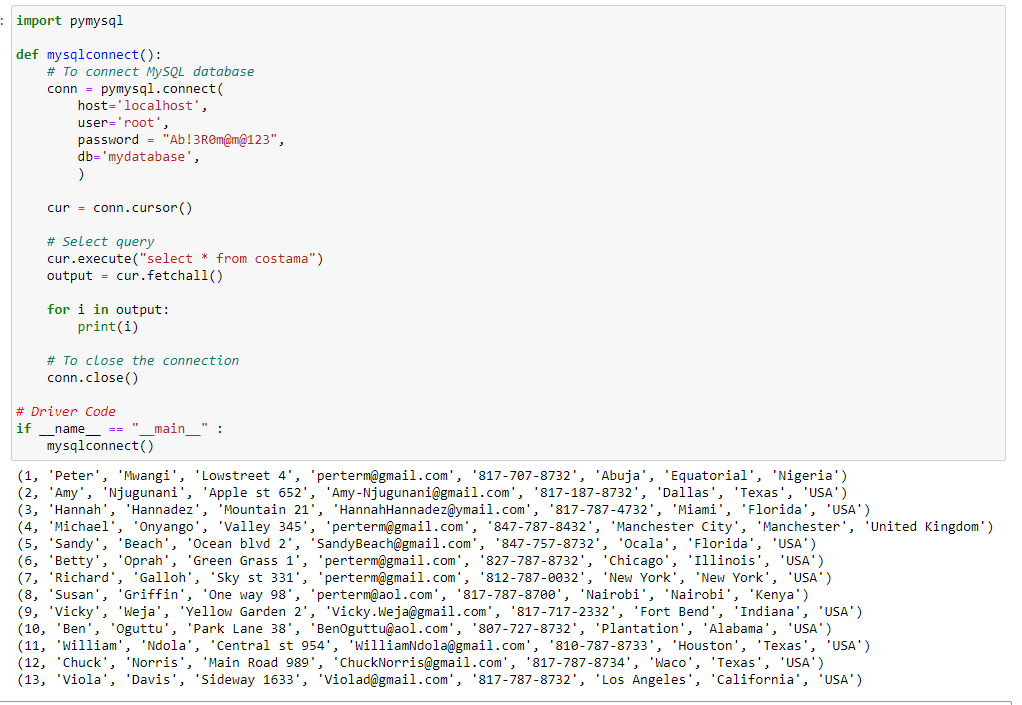 :
import pymysql
def mysqlconnect():
# To connect MySQL database
conn = pymysql.connect(
host='localhost',
user='root',
password = "Ab!3R0m@m@123",
db='mydatabase',
)
cur = conn.cursor()
# Select query
cur.execute("select * from costama")
output = cur.fetchall()
for i in output:
print(i)
# To close the connection
conn.close()
# Driver Code
if __name__ == "__main__" :
mysqlconnect()
(1, 'Peter', 'Mwangi', 'Lowstreet 4', 'perterm@gmail.com', '817-707-8732', 'Abuja', 'Equatorial', 'Nigeria')
(2, 'Amy', 'Njugunani', 'Apple st 652', 'Amy-Njugunani@gmail.com', '817-187-8732', 'Dallas', 'Texas', 'USA')
(3, 'Hannah', 'Hannadez', 'Mountain 21', 'HannahHannadez@ymail.com', '817-787-4732', 'Miami', 'Florida', 'USA')
(4, 'Michael', 'Onyango', 'Valley 345', 'perterm@gmail.com', '847-787-8432', 'Manchester City', 'Manchester', 'United Kingdom')
(5, 'Sandy', 'Beach', 'Ocean blvd 2', 'SandyBeach@gmail.com', '847-757-8732', 'Ocala', 'Florida', 'USA')
(6, 'Betty', 'Oprah', 'Green Grass 1', 'perterm@gmail.com', '827-787-8732', 'Chicago', 'Illinois', 'USA')
(7, 'Richard', 'Galloh', 'Sky st 331', 'perterm@gmail.com', '812-787-0032', 'New York', 'New York', 'USA')
(8, 'Susan', 'Griffin', 'One way 98', 'perterm@aol.com', '817-787-8700', 'Nairobi', 'Nairobi', 'Kenya')
(9, 'Vicky', 'Weja', 'Yellow Garden 2', 'Vicky.Weja@gmail.com', '817-717-2332', 'Fort Bend', 'Indiana', 'USA')
(10, 'Ben', 'Oguttu', 'Park Lane 38', 'BenOguttu@aol.com', '807-727-8732', 'Plantation', 'Alabama', 'USA')
(11, 'William', 'Ndola', 'Central st 954', 'WilliamNdola@gmail.com', '810-787-8733', 'Houston', 'Texas', 'USA')
(12, 'Chuck', 'Norris', 'Main Road 989', 'ChuckNorris@gmail.com', '817-787-8734', 'Waco', 'Texas', 'USA')
(13, 'Viola', 'Davis', 'Sideway 1633', 'Violad@gmail.com', '817-787-8732', 'Los Angeles', 'California', 'USA')